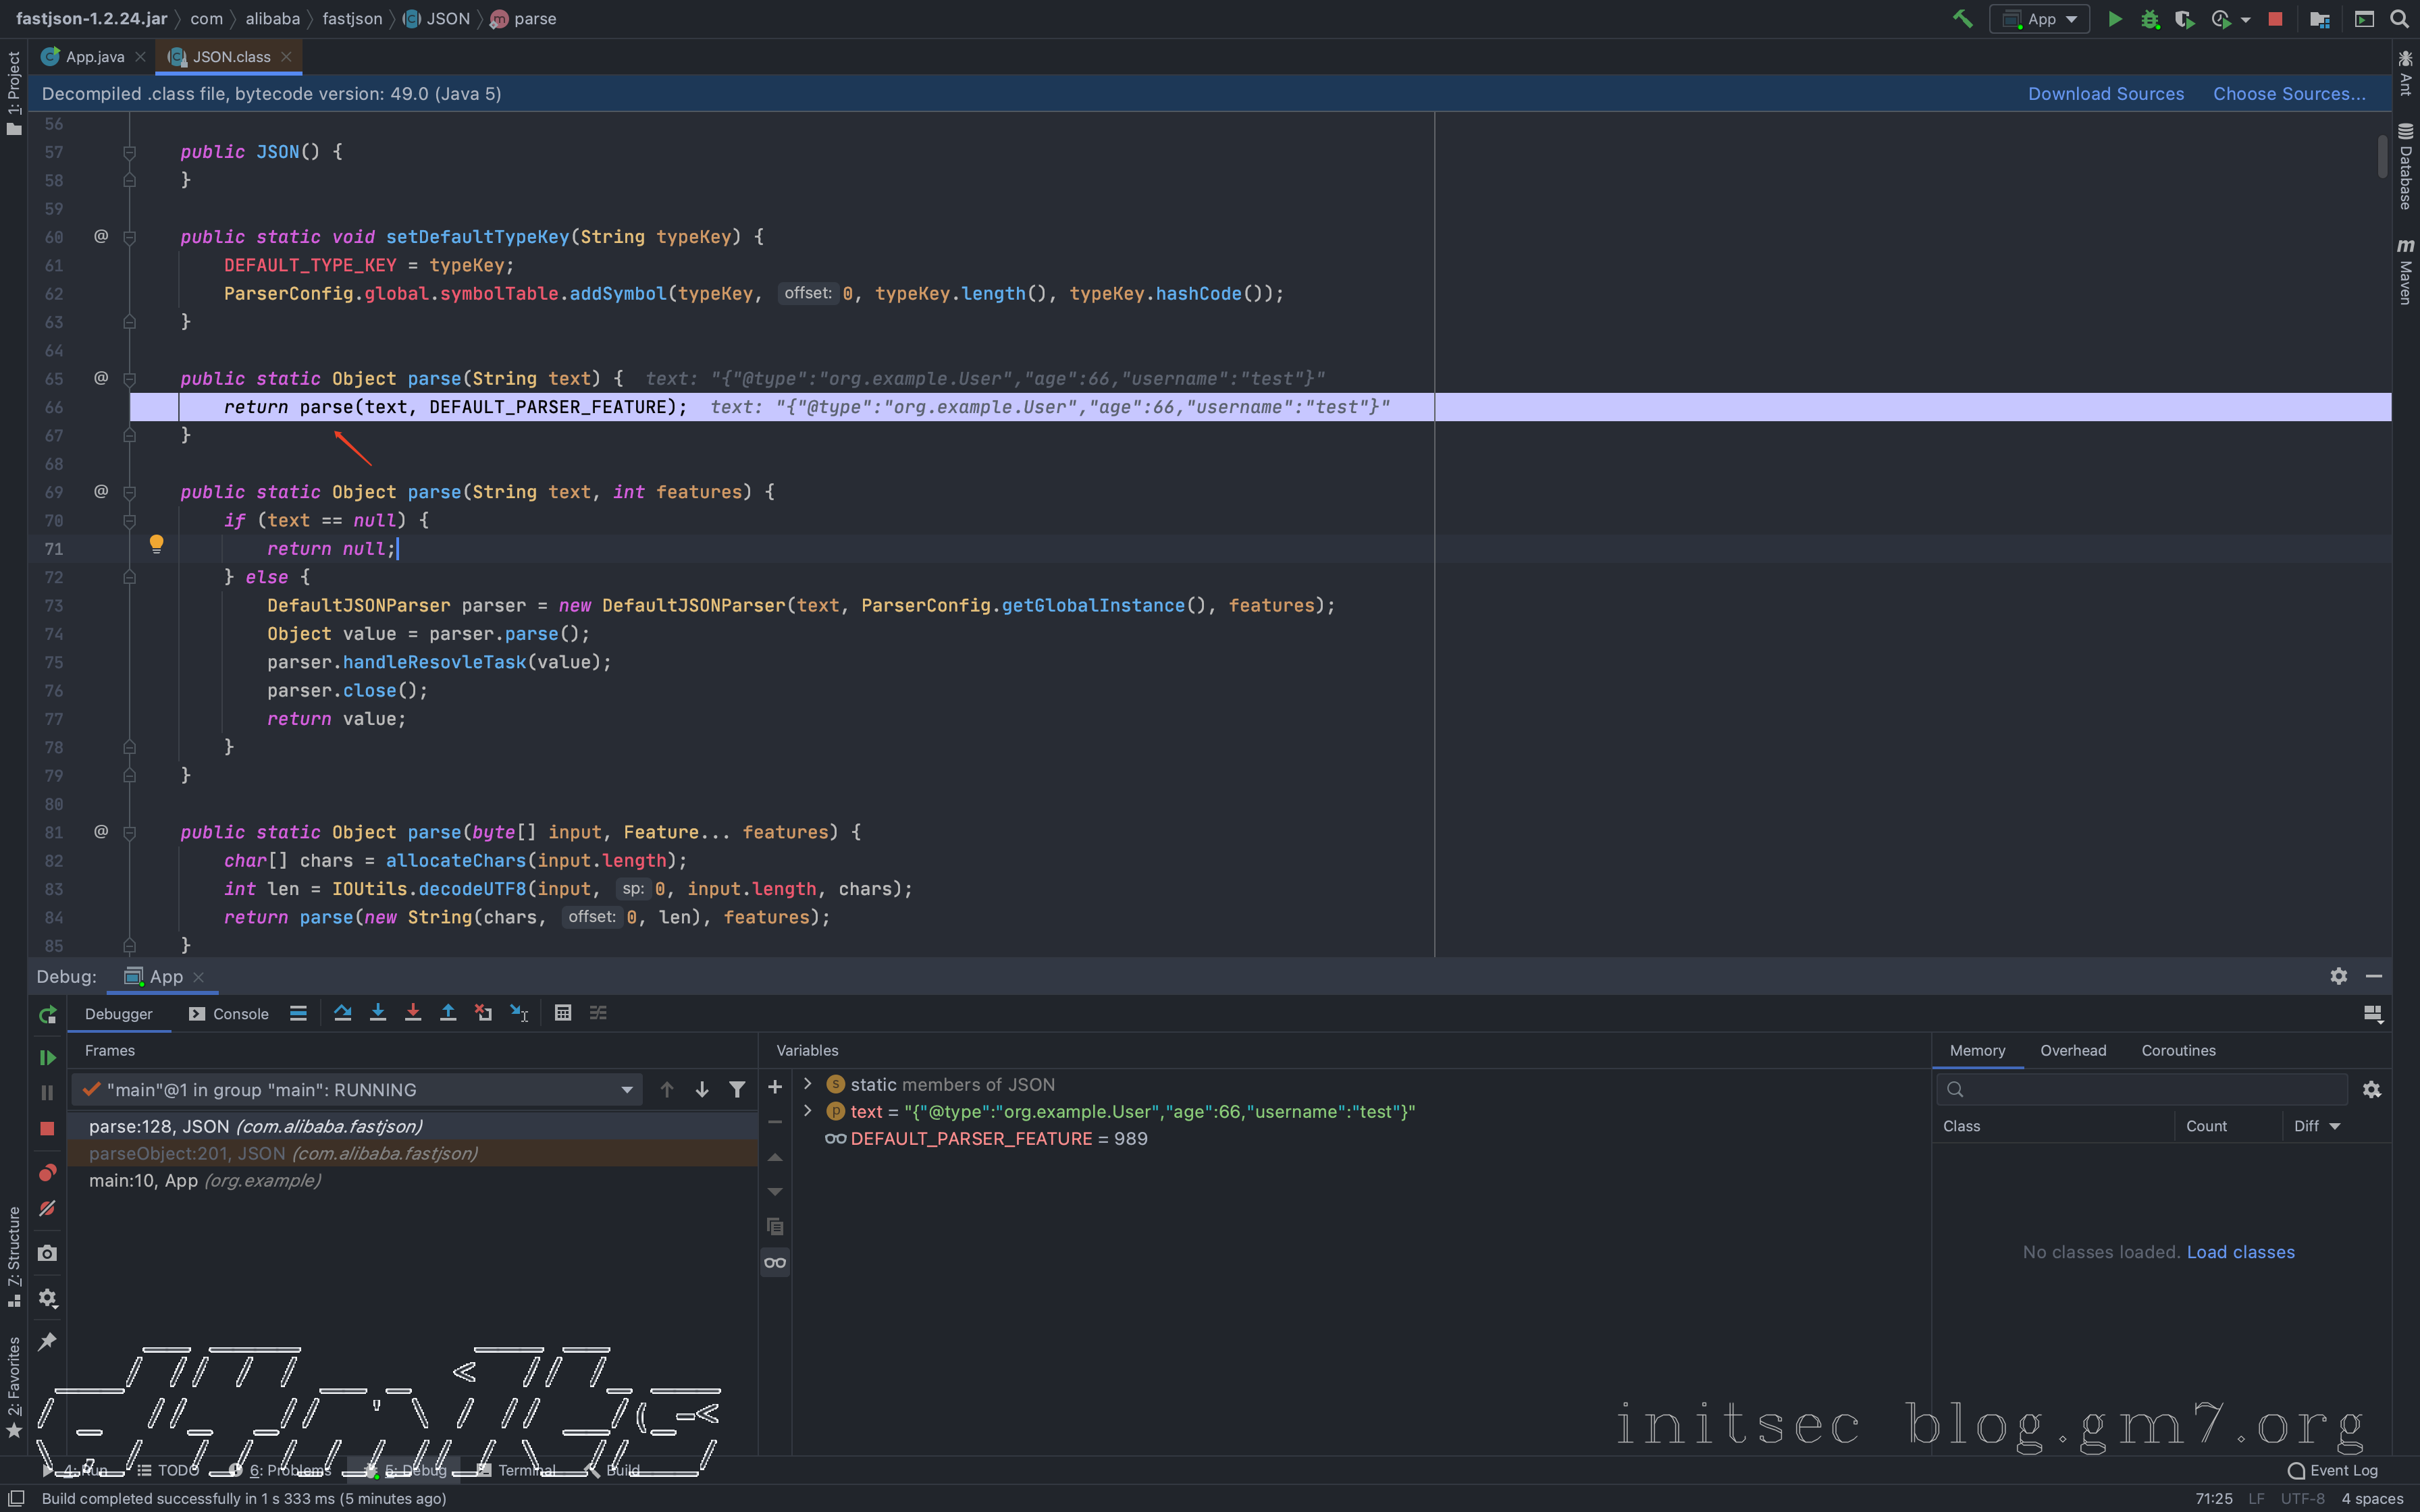 fastjson-1.2.24.jar com alibaba fastjson JSON parse
App
App.java JSON.class
Decompiled .class file, bytecode version: 49.0 (Java 5) Download Sources Choose Sources...
56
57 public JSON() {
58 }
59
60 @ public static void setDefaultTypeKey(String typeKey) {
61 DEFAULT_TYPE_KEY = typeKey;
62 ParserConfig.global.symbolTable.addSymbol(typeKey, offset: 0, typeKey.length(), typeKey.hashCode());
63 }
64
65 @ public static Object parse(String text) { text: "{"@type":"org.example.User","age":66,"username":"test"}"
66 return parse(text, DEFAULT_PARSER_FEATURE); text: "{"@type":"org.example.User","age":66,"username":"test"}"
67 }
68
69 @ public static Object parse(String text, int features) {
70 if (text == null) {
71 return null;
72 } else {
73 DefaultJSONParser parser = new DefaultJSONParser(text, ParserConfig.getGlobalInstance(), features);
74 Object value = parser.parse();
75 parser.handleResovleTask(value);
76 parser.close();
77 return value;
78 }
79 }
80
81 @ public static Object parse(byte[] input, Feature... features) {
82 char[] chars = allocateChars(input.length);
83 int len = IOUtils.decodeUTF8(input, sp: 0, input.length, chars);
84 return parse(new String(chars, offset: 0, len), features);
85 }
1: Project
7: Structure
2: Favorites
Ant
Database
m Maven
Debug: App
Debugger Console
Frames
"main"@1 in group "main": RUNNING
parse:128, JSON (com.alibaba.fastjson)
parseObject:201, JSON (com.alibaba.fastjson)
main:10, App (org.example)
Variables
static members of JSON
text = "{"@type":"org.example.User","age":66,"username":"test"}"
DEFAULT_PARSER_FEATURE = 989
Memory Overhead Coroutines
Class Count Diff
No classes loaded. Load classes
initsec blog.gm7.org
4: Run TODO 6: Problems 5: Debug Terminal Build Event Log
Build completed successfully in 1 s 333 ms (5 minutes ago) 71:25 LF UTF-8 4 spaces